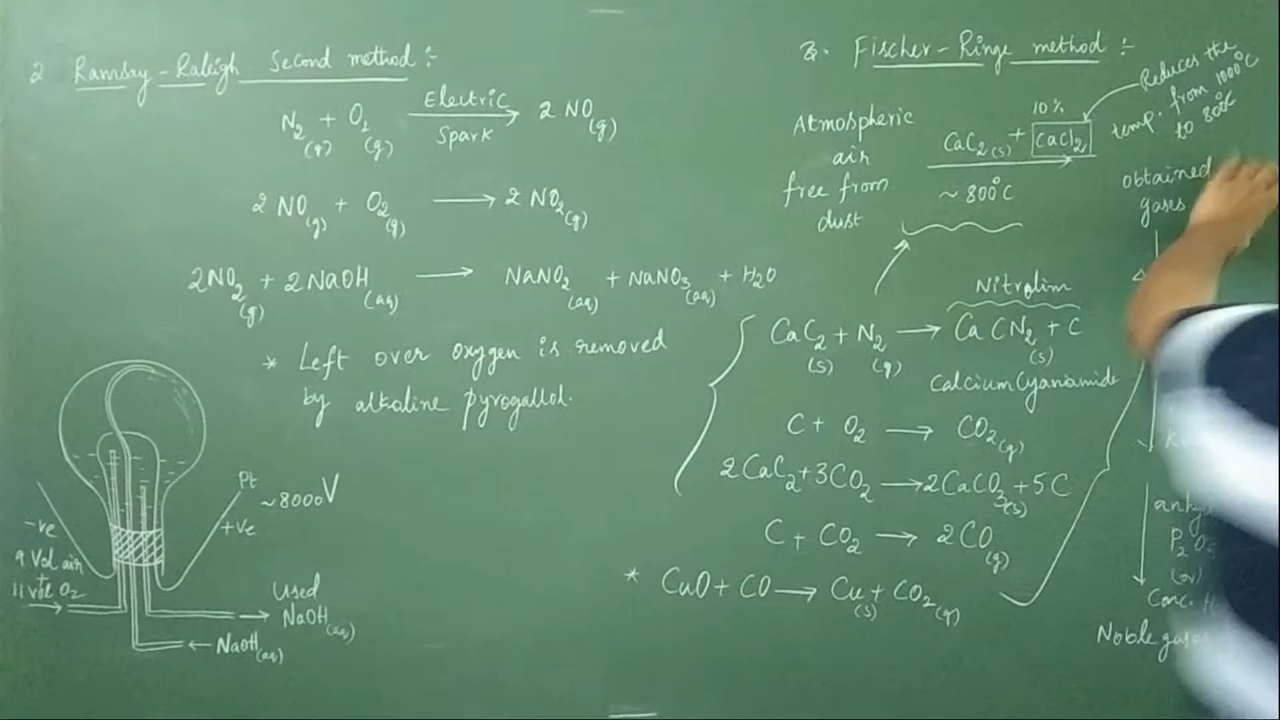 2 Ramsay-Raleigh Second method :-
N₂(g) + O₂(g) Electric Spark → 2 NO(g)
2 NO(g) + O₂(g) → 2 NO₂(g)
2NO₂(g) + 2NaOH(aq) → NaNO₂(aq) + NaNO₃(aq) + H₂O
* Left over oxygen is removed
by alkaline pyrogallol.
Pt
~8000V
-ve
+ve
9 Vol air
+
11 vol O₂
Used
NaOH(aq)
NaOH(aq)
3. Fischer-Ringe method :-
Reduces the
temp. from 1000°C
to 800°C
Atmospheric
air
free from
dust
10%
CaC₂(s) + CaCl₂
~800°C
obtained
gases
Δ
Nitrolim
CaC₂(s) + N₂(g) → CaCN₂(s) + C
Calcium Cyanamide
C + O₂ → CO₂(g)
2CaC₂ + 3CO₂ → 2CaCO₃(s) + 5C
C + CO₂ → 2CO(g)
* CuO + CO → Cu(s) + CO₂(g)
P₂O₅
(or)
Conc.
Noble gases